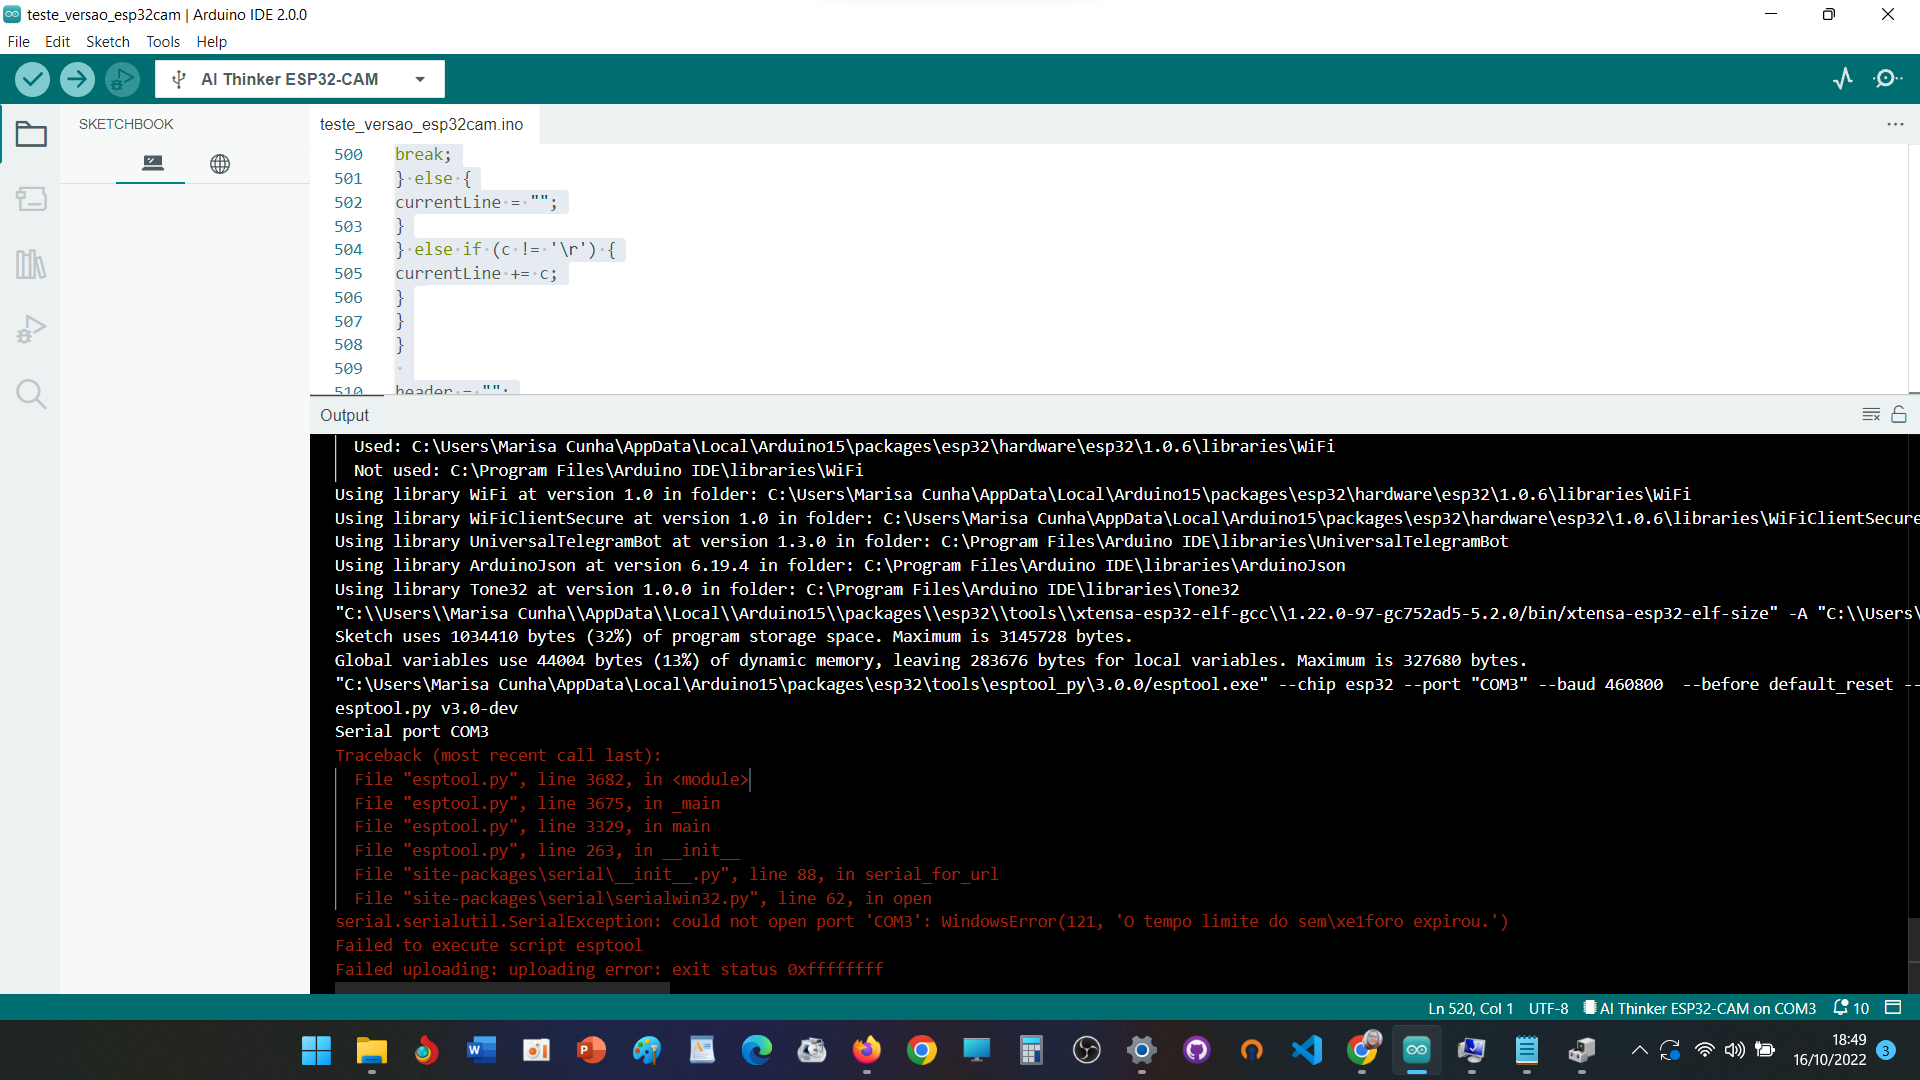 teste_versao_esp32cam | Arduino IDE 2.0.0
File Edit Sketch Tools Help
AI Thinker ESP32-CAM
SKETCHBOOK
teste_versao_esp32cam.ino
500 break;
501 } else {
502 currentLine = "";
503 }
504 } else if (c != '\r') {
505 currentLine += c;
506 }
507 }
508 }
509
510 header = "";
Output
Used: C:\Users\Marisa Cunha\AppData\Local\Arduino15\packages\esp32\hardware\esp32\1.0.6\libraries\WiFi
Not used: C:\Program Files\Arduino IDE\libraries\WiFi
Using library WiFi at version 1.0 in folder: C:\Users\Marisa Cunha\AppData\Local\Arduino15\packages\esp32\hardware\esp32\1.0.6\libraries\WiFi
Using library WiFiClientSecure at version 1.0 in folder: C:\Users\Marisa Cunha\AppData\Local\Arduino15\packages\esp32\hardware\esp32\1.0.6\libraries\WiFiClientSecure
Using library UniversalTelegramBot at version 1.3.0 in folder: C:\Program Files\Arduino IDE\libraries\UniversalTelegramBot
Using library ArduinoJson at version 6.19.4 in folder: C:\Program Files\Arduino IDE\libraries\ArduinoJson
Using library Tone32 at version 1.0.0 in folder: C:\Program Files\Arduino IDE\libraries\Tone32
"C:\\Users\\Marisa Cunha\\AppData\\Local\\Arduino15\\packages\\esp32\\tools\\xtensa-esp32-elf-gcc\\1.22.0-97-gc752ad5-5.2.0/bin/xtensa-esp32-elf-size" -A "C:\\Users\
Sketch uses 1034410 bytes (32%) of program storage space. Maximum is 3145728 bytes.
Global variables use 44004 bytes (13%) of dynamic memory, leaving 283676 bytes for local variables. Maximum is 327680 bytes.
"C:\Users\Marisa Cunha\AppData\Local\Arduino15\packages\esp32\tools\esptool_py\3.0.0/esptool.exe" --chip esp32 --port "COM3" --baud 460800  --before default_reset --
esptool.py v3.0-dev
Serial port COM3
Traceback (most recent call last):
File "esptool.py", line 3682, in <module>
File "esptool.py", line 3675, in _main
File "esptool.py", line 3329, in main
File "esptool.py", line 263, in __init__
File "site-packages\serial\__init__.py", line 88, in serial_for_url
File "site-packages\serial\serialwin32.py", line 62, in open
serial.serialutil.SerialException: could not open port 'COM3': WindowsError(121, 'O tempo limite do sem\xe1foro expirou.')
Failed to execute script esptool
Failed uploading: uploading error: exit status 0xffffffff
Ln 520, Col 1 UTF-8 AI Thinker ESP32-CAM on COM3 10
18:49
16/10/2022 3